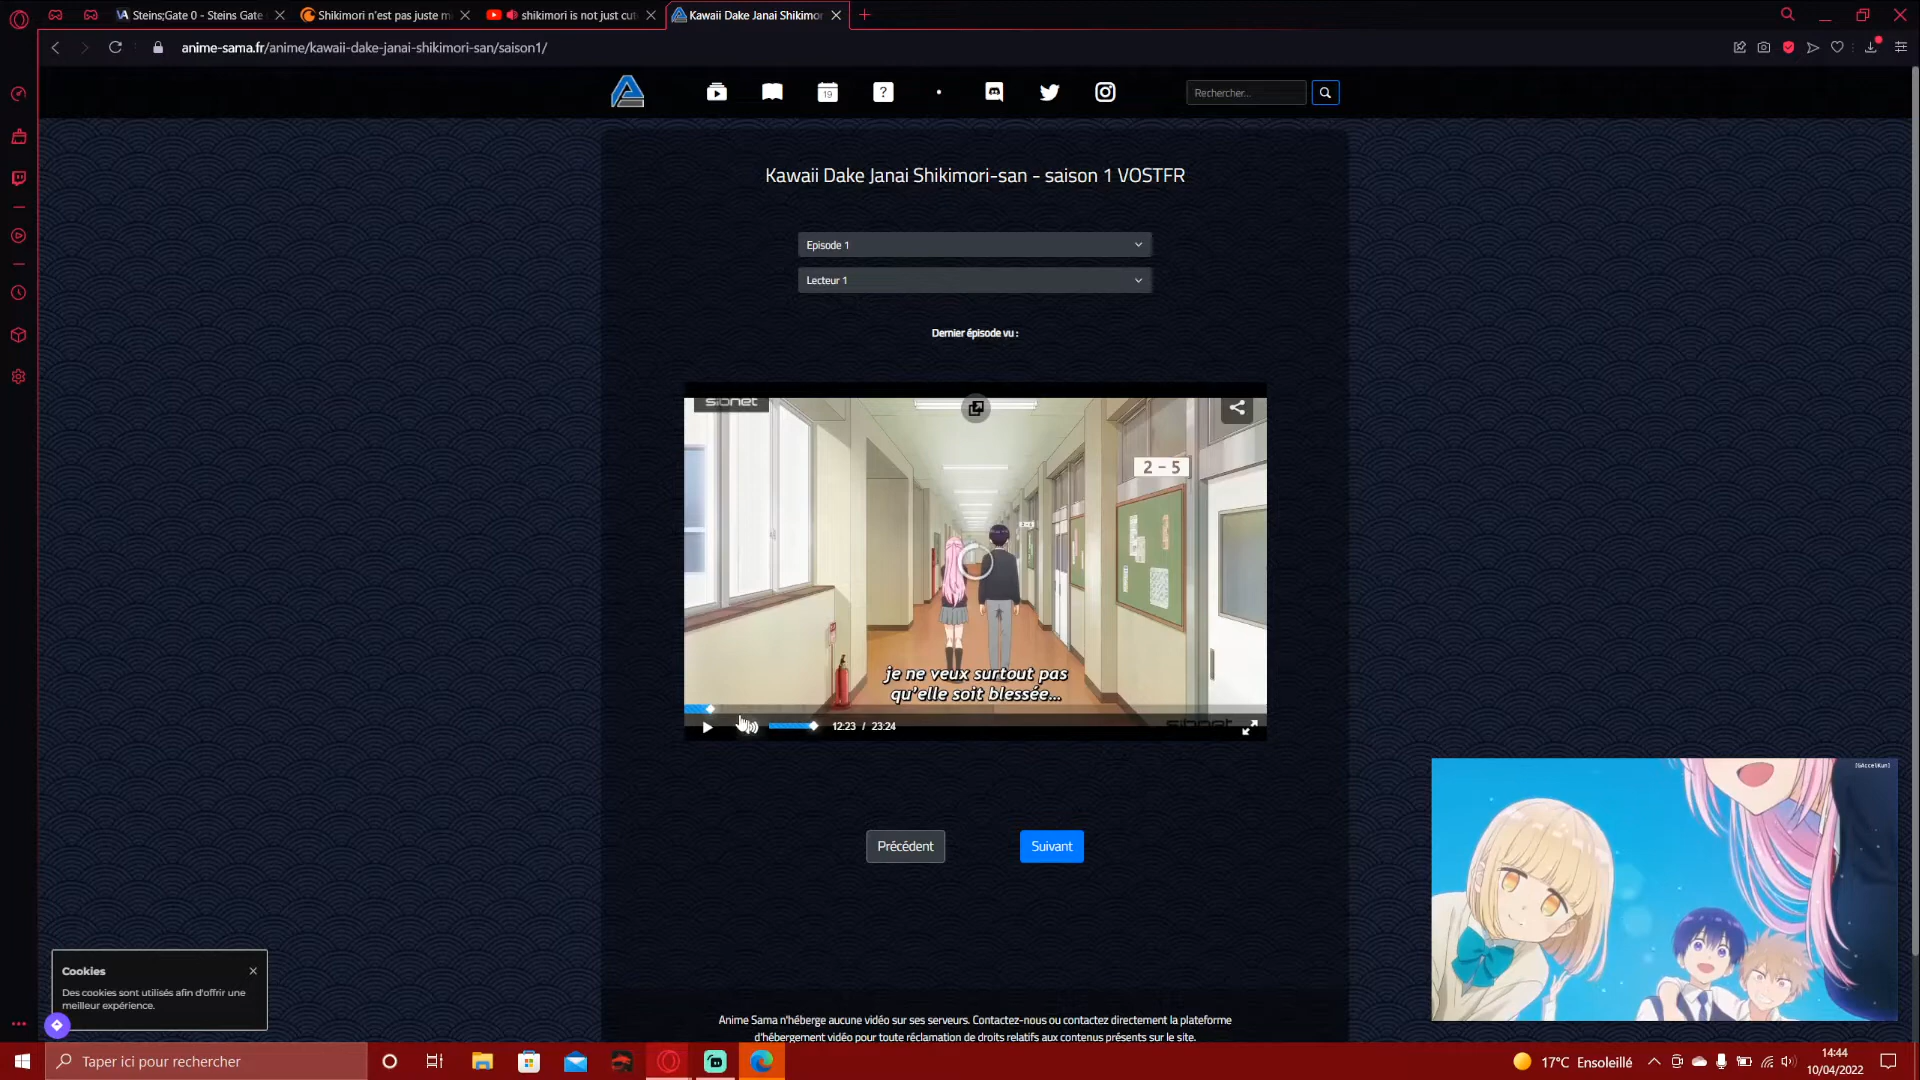 Steins;Gate 0 - Steins Gate
Shikimori n'est pas juste m
shikimori is not just cut
Kawaii Dake Janai Shikimor
anime-sama.fr/anime/kawaii-dake-janai-shikimori-san/saison1/
19
?
Rechercher...
Kawaii Dake Janai Shikimori-san - saison 1 VOSTFR
Episode 1
Lecteur 1
Dernier épisode vu :
sibnet
2 - 5
je ne veux surtout pas
qu'elle soit blessée...
sibnet
12:23 / 23:24
Précédent
Suivant
[GAccelKun]
Cookies
Des cookies sont utilisés afin d'offrir une
meilleur expérience.
Anime Sama n'héberge aucune vidéo sur ses serveurs. Contactez-nous ou contactez directement la plateforme
d'hébergement vidéo pour toute réclamation de droits relatifs aux contenus présents sur le site.
Taper ici pour rechercher
17°C Ensoleillé
14:44
10/04/2022